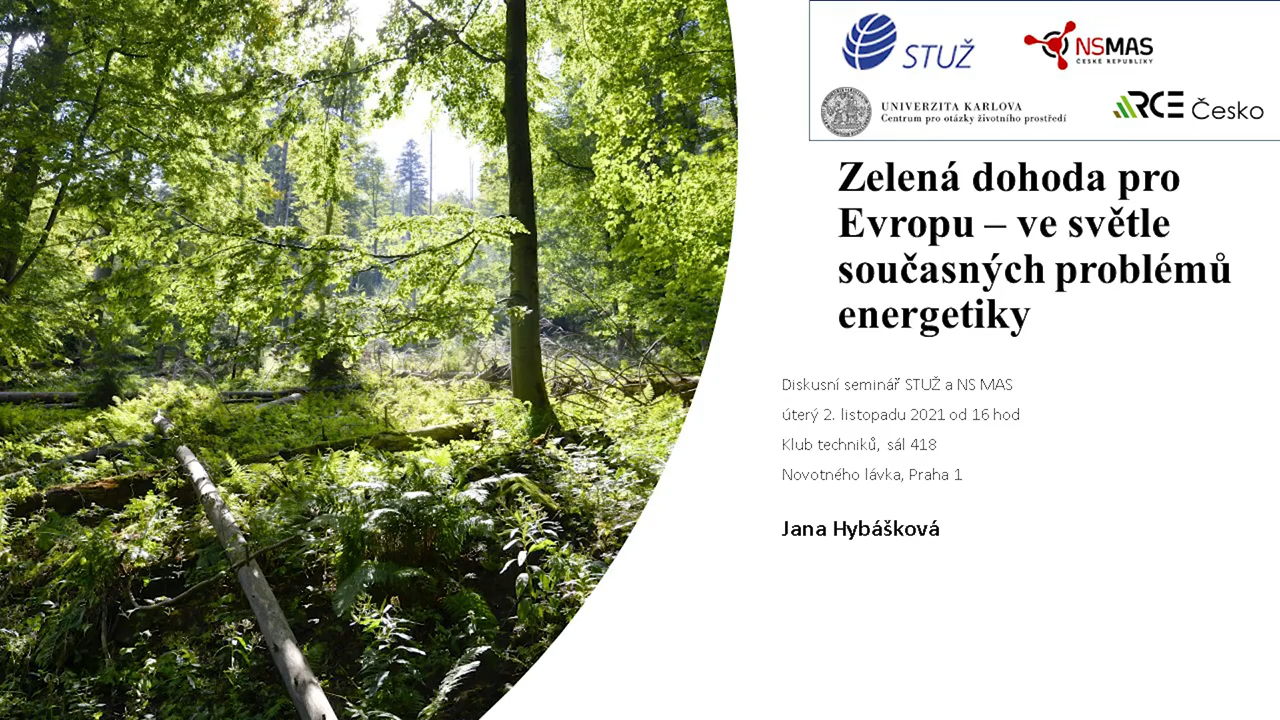 STUŽ
NSMAS
ČESKÉ REPUBLIKY
UNIVERZITA KARLOVA
Centrum pro otázky životního prostředí
RCE Česko
Zelená dohoda pro
Evropu – ve světle
současných problémů
energetiky
Diskusní seminář STUŽ a NS MAS
úterý 2. listopadu 2021 od 16 hod
Klub techniků, sál 418
Novotného lávka, Praha 1
Jana Hybášková